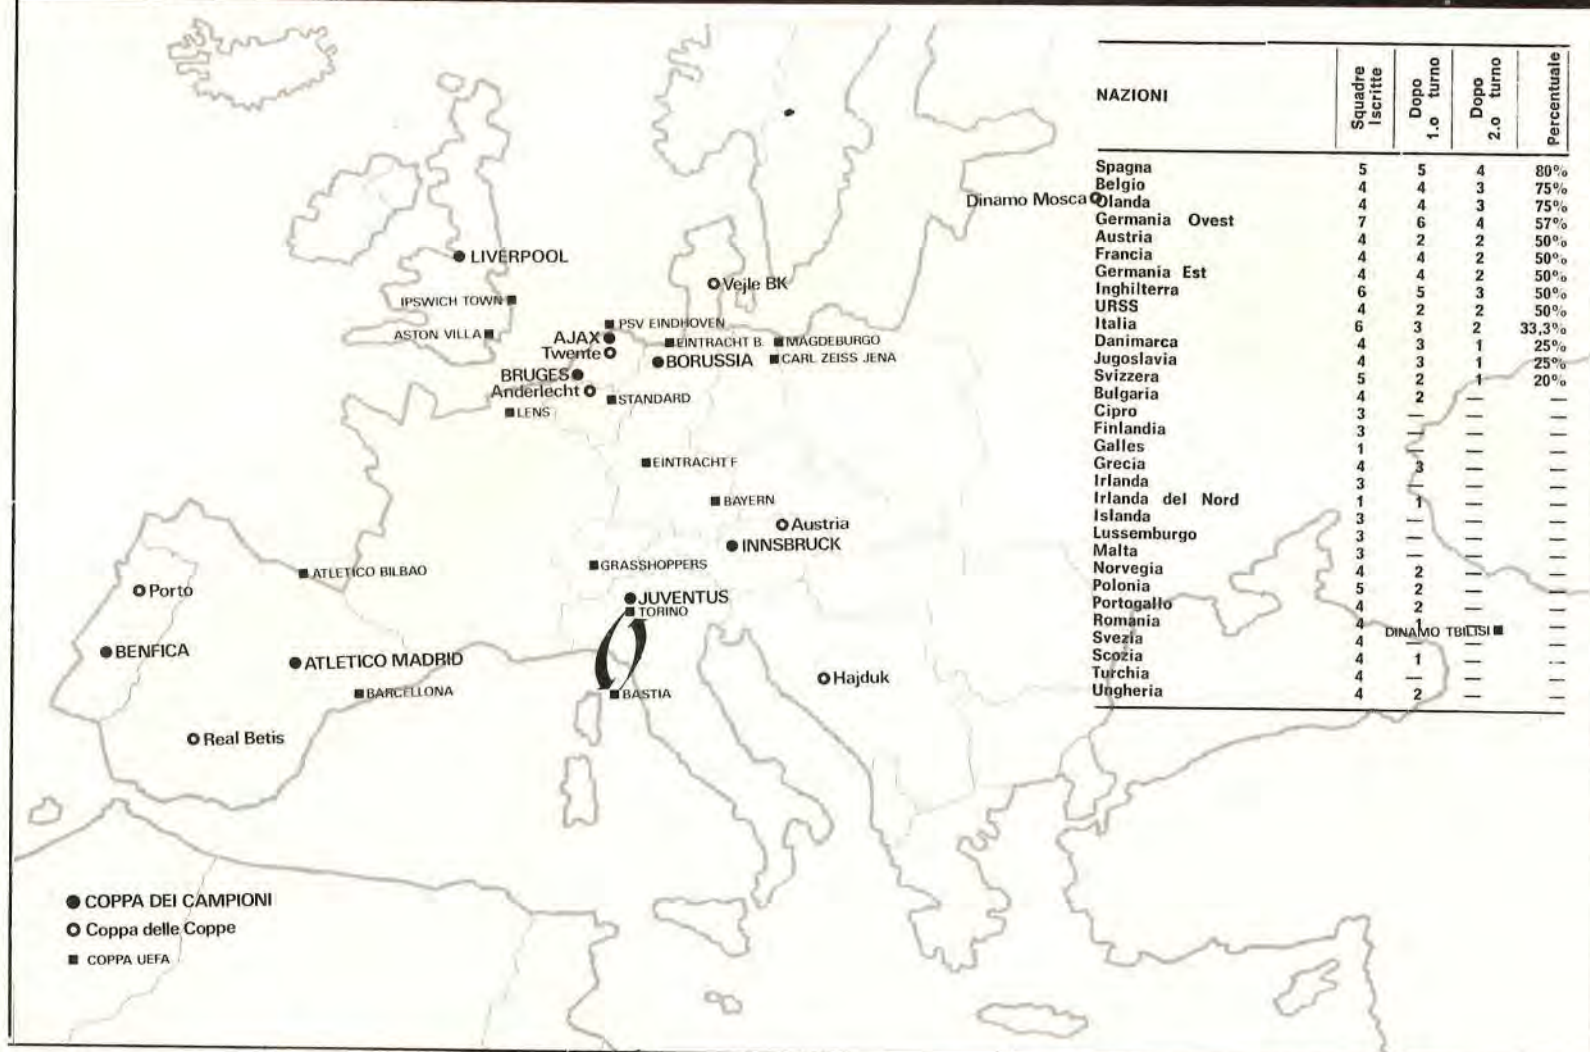 NAZIONI Squadre Iscritte Dopo 1.o turno Dopo 2.o turno Percentuale
Spagna 5 5 4 80%
Belgio 4 4 3 75%
Olanda 4 4 3 75%
Germania Ovest 7 6 4 57%
Austria 4 2 2 50%
Francia 4 4 2 50%
Germania Est 4 4 2 50%
Inghilterra 6 5 3 50%
URSS 4 2 2 50%
Italia 6 3 2 33,3%
Danimarca 4 3 1 25%
Jugoslavia 4 3 1 25%
Svizzera 5 2 1 20%
Bulgaria 4 2 — —
Cipro 3 — — —
Finlandia 3 — — —
Galles 1 — — —
Grecia 4 3 — —
Irlanda 3 — — —
Irlanda del Nord 1 1 — —
Islanda 3 — — —
Lussemburgo 3 — — —
Malta 3 — — —
Norvegia 4 2 — —
Polonia 5 2 — —
Portogallo 4 2 — —
Romania 4 1 — —
Svezia 4 — — —
Scozia 4 1 — —
Turchia 4 — — —
Ungheria 4 2 — —
Dinamo Mosca
LIVERPOOL
Vejle BK
IPSWICH TOWN
PSV EINDHOVEN
ASTON VILLA
AJAX
EINTRACHT B.
MAGDEBURGO
Twente
BORUSSIA
CARL ZEISS JENA
BRUGES
Anderlecht
STANDARD
LENS
EINTRACHT F
BAYERN
Austria
INNSBRUCK
GRASSHOPPERS
ATLETICO BILBAO
Porto
JUVENTUS
TORINO
DINAMO TBILISI
BENFICA
ATLETICO MADRID
Hajduk
BARCELLONA
BASTIA
Real Betis
COPPA DEI CAMPIONI
Coppa delle Coppe
COPPA UEFA